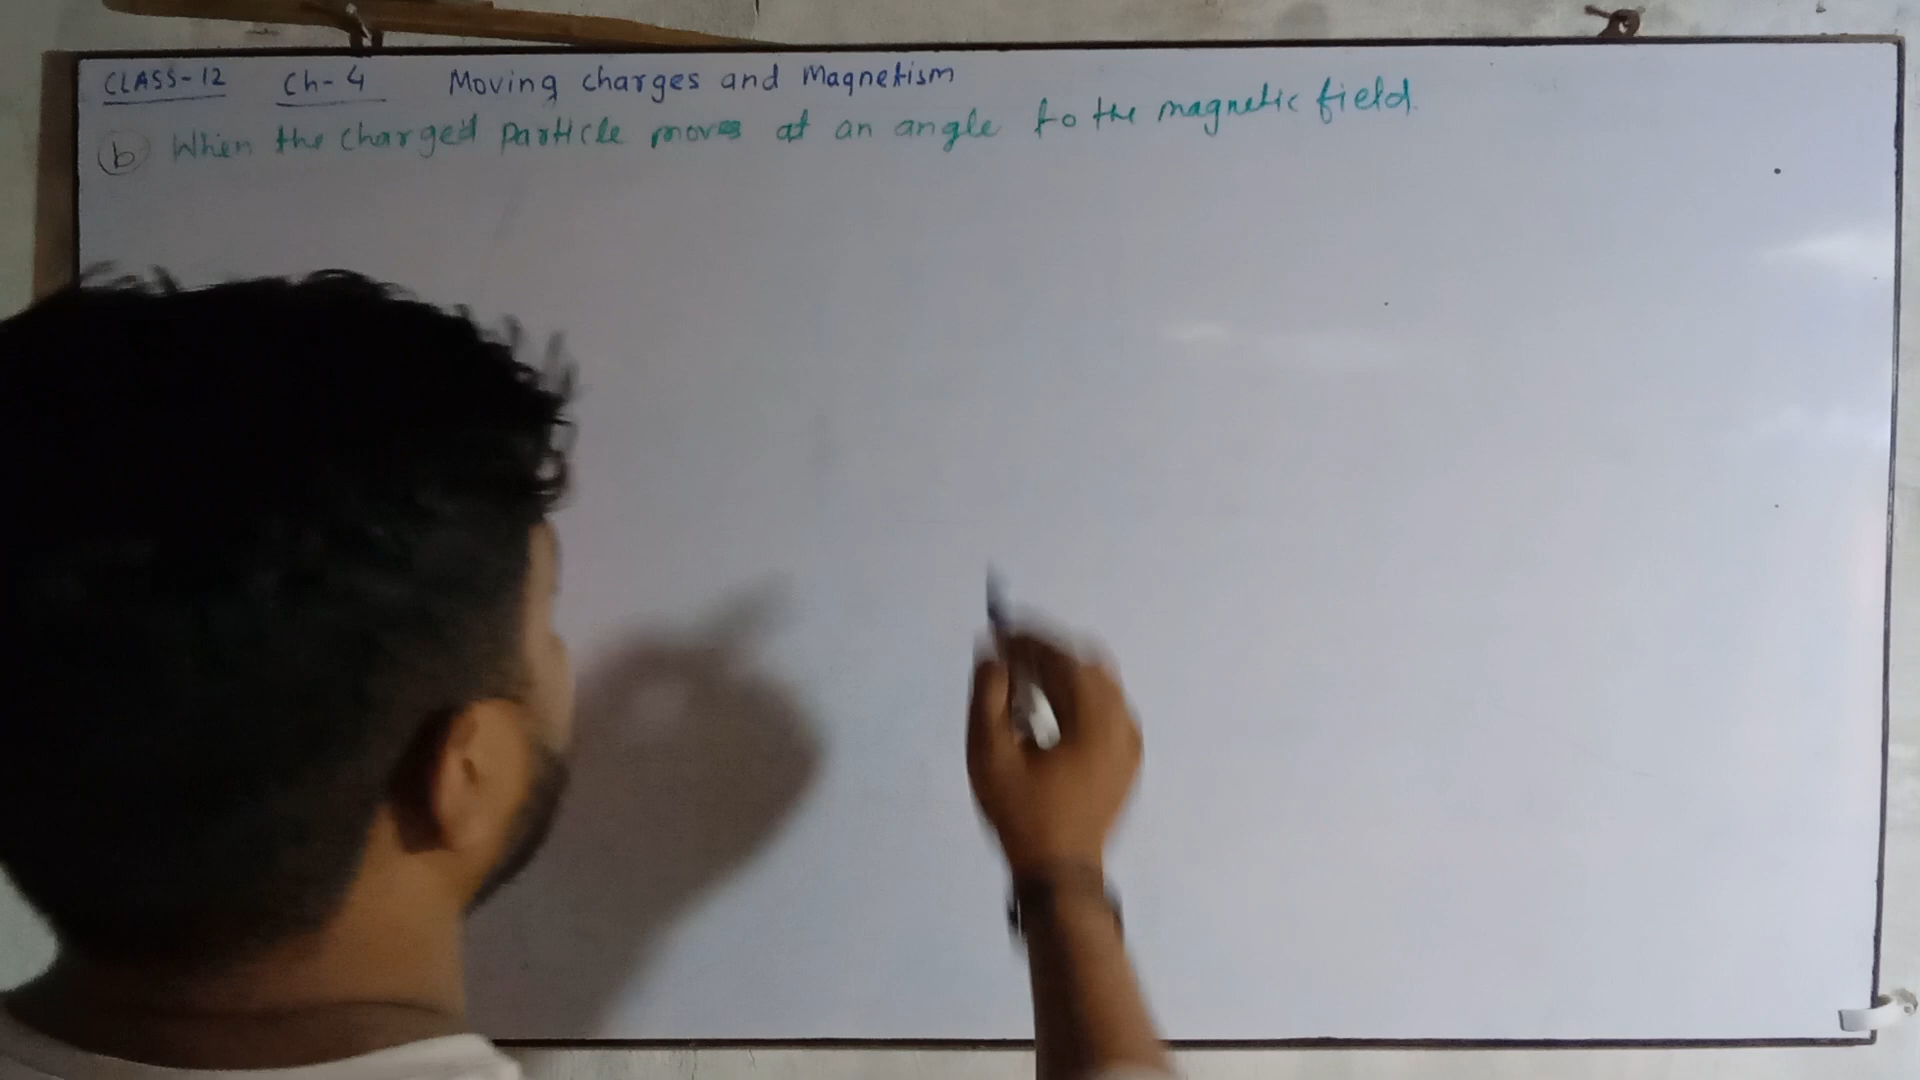 CLASS-12 Ch-4 Moving charges and Magnetism
(b) When the charged particle moves at an angle to the magnetic field.